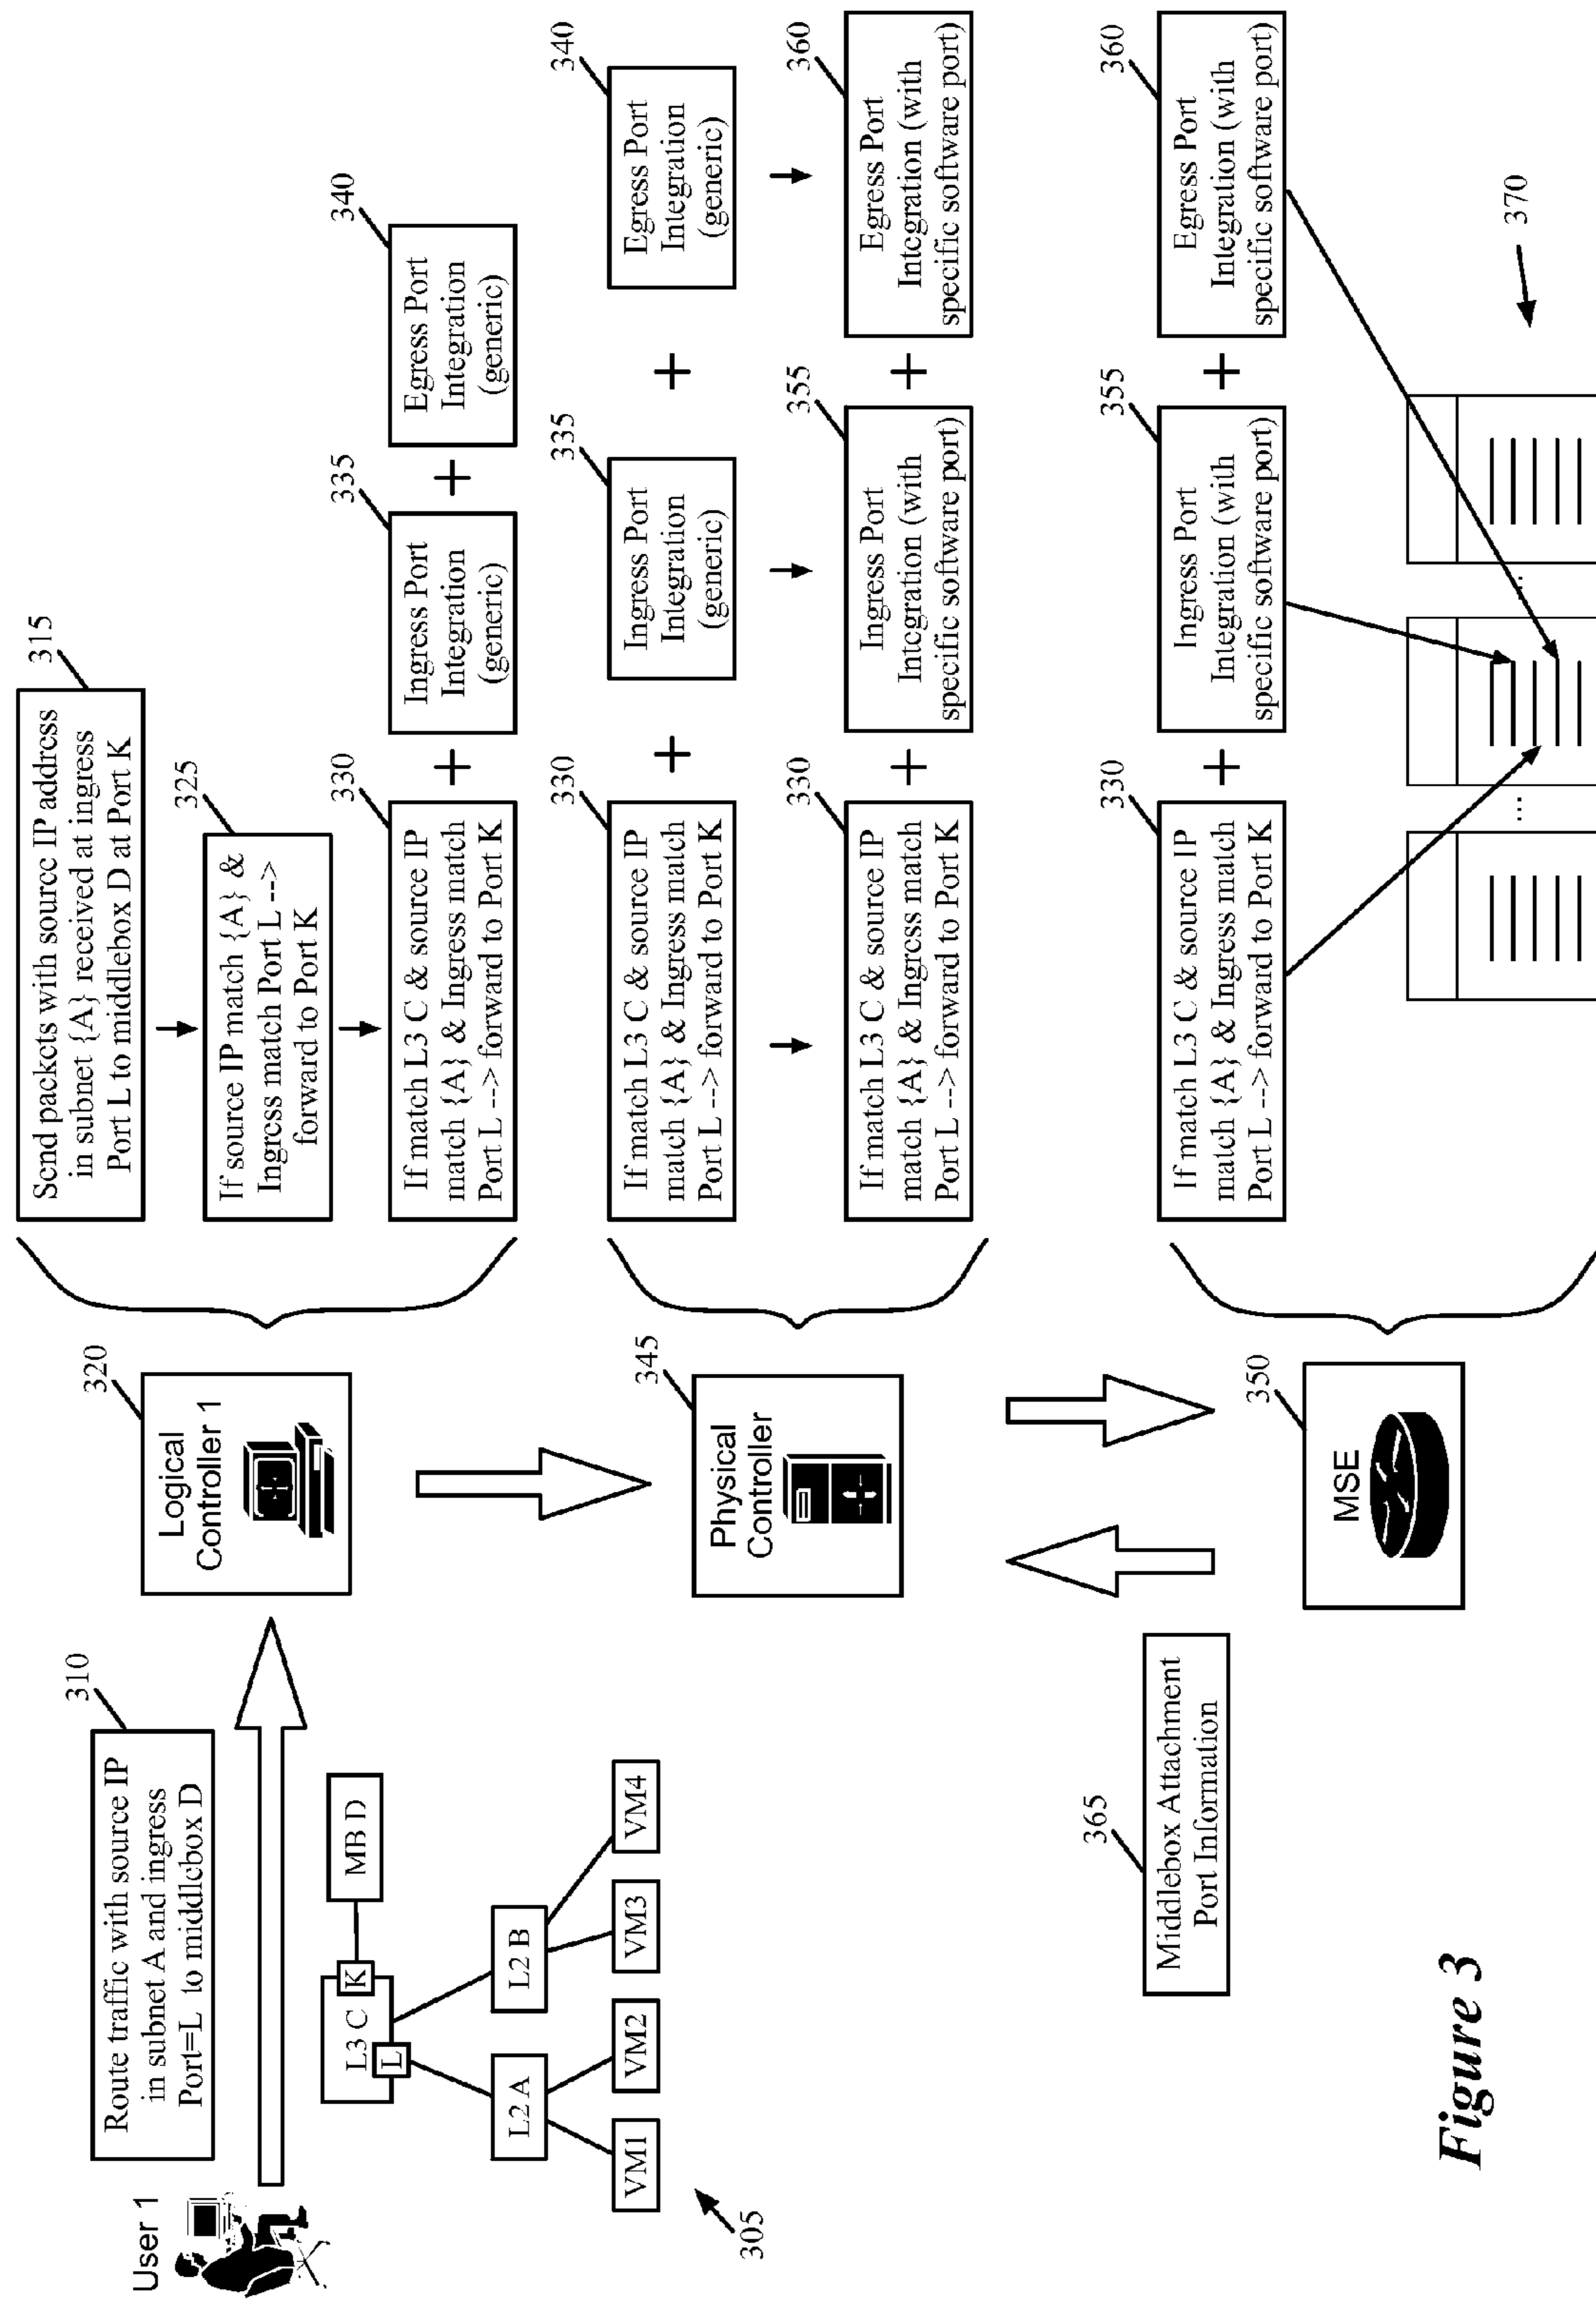 User 1
310
Route traffic with source IP
in subnet A and ingress
Port=L to middlebox D
L3 C
K
L
MB D
L2 A
L2 B
VM1
VM2
VM3
VM4
305
320
Logical
Controller 1
315
Send packets with source IP address
in subnet {A} received at ingress
Port L to middlebox D at Port K
325
If source IP match {A} &
Ingress match Port L -->
forward to Port K
330
If match L3 C & source IP
match {A} & Ingress match
Port L --> forward to Port K
+
335
Ingress Port
Integration
(generic)
+
340
Egress Port
Integration
(generic)
345
Physical
Controller
330
If match L3 C & source IP
match {A} & Ingress match
Port L --> forward to Port K
+
335
Ingress Port
Integration
(generic)
+
340
Egress Port
Integration
(generic)
330
If match L3 C & source IP
match {A} & Ingress match
Port L --> forward to Port K
+
355
Ingress Port
Integration (with
specific software port)
+
360
Egress Port
Integration (with
specific software port)
365
Middlebox Attachment
Port Information
350
MSE
330
If match L3 C & source IP
match {A} & Ingress match
Port L --> forward to Port K
+
355
Ingress Port
Integration (with
specific software port)
+
360
Egress Port
Integration (with
specific software port)
...
...
370
Figure 3